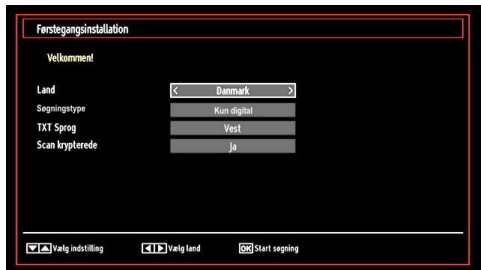 Førstegangsinstallation
Velkommen!
Land < Danmark >
Søgningstype Kun digital
TXT Sprog Vest
Scan krypterede Ja
Vælg indstilling Vælg land OK Start søgning